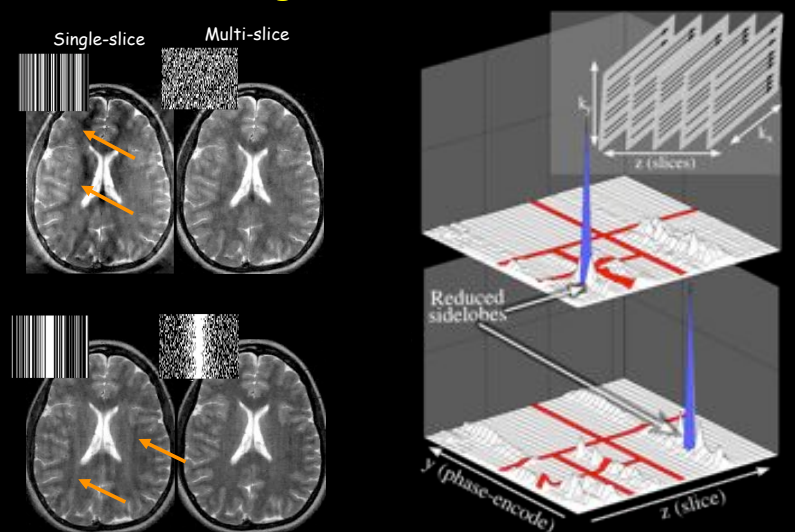 Single-slice
Multi-slice
z (slices)
Reduced
sidelobes
y (phase-encode)
z (slice)